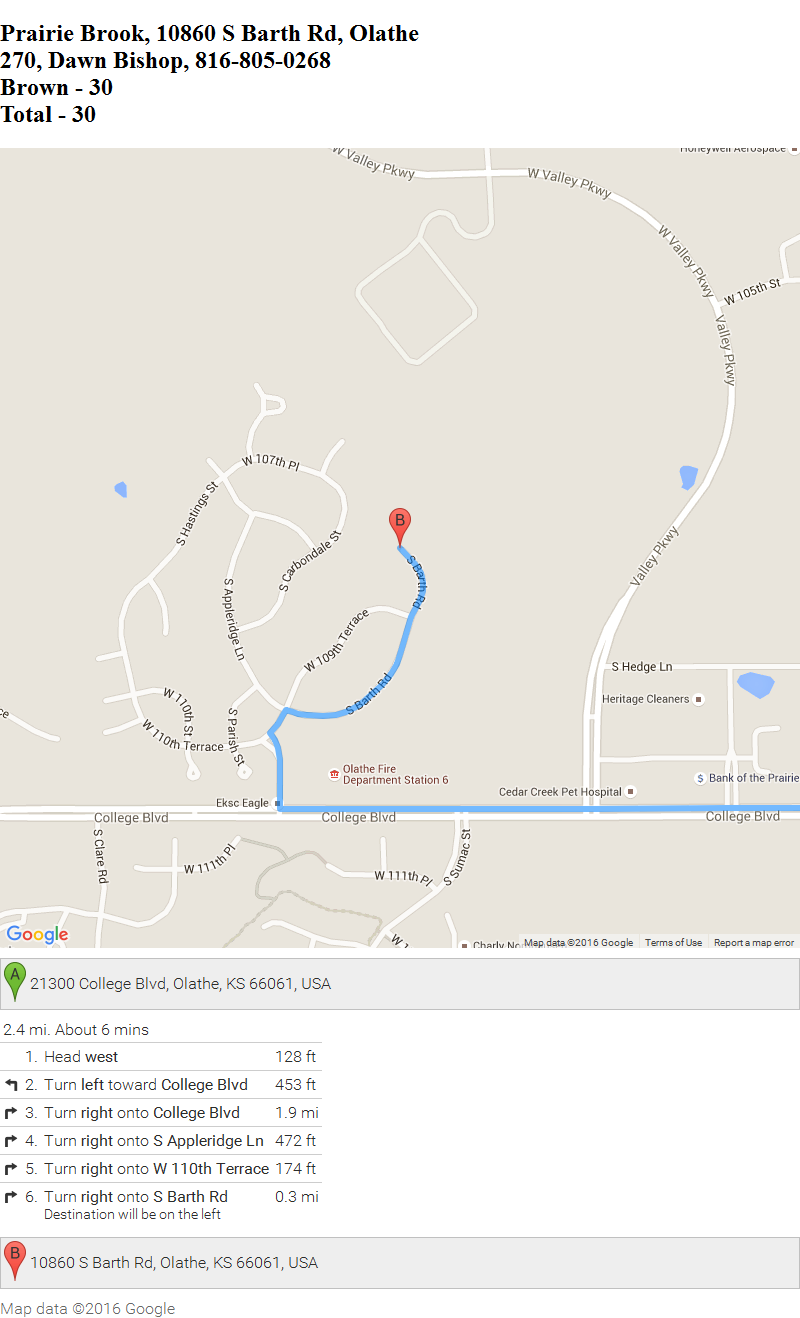 Prairie Brook, 10860 S Barth Rd, Olathe
270, Dawn Bishop, 816-805-0268
Brown - 30
Total - 30
W Valley Pkwy
W Valley Pkwy
Honeywell Aerospace
W Valley Pkwy
W 105th St
Valley Pkwy
W 107th Pl
S Hastings St
B
S Carbondale St
S Barth Rd
Valley Pkwy
S Appleridge Ln
W 109th Terrace
S Hedge Ln
S Barth Rd
Heritage Cleaners
W 110th St
S Parish St
W 110th Terrace
Olathe Fire
Department Station 6
$ Bank of the Prairie
Cedar Creek Pet Hospital
Eksc Eagle
College Blvd
College Blvd
College Blvd
S Clare Rd
W 111th Pl
S Sumac St
W 111th Pl
Google
Map data ©2016 Google Terms of Use Report a map error
A 21300 College Blvd, Olathe, KS 66061, USA
2.4 mi. About 6 mins
1. Head west 128 ft
2. Turn left toward College Blvd 453 ft
3. Turn right onto College Blvd 1.9 mi
4. Turn right onto S Appleridge Ln 472 ft
5. Turn right onto W 110th Terrace 174 ft
6. Turn right onto S Barth Rd 0.3 mi
Destination will be on the left
B 10860 S Barth Rd, Olathe, KS 66061, USA
Map data ©2016 Google